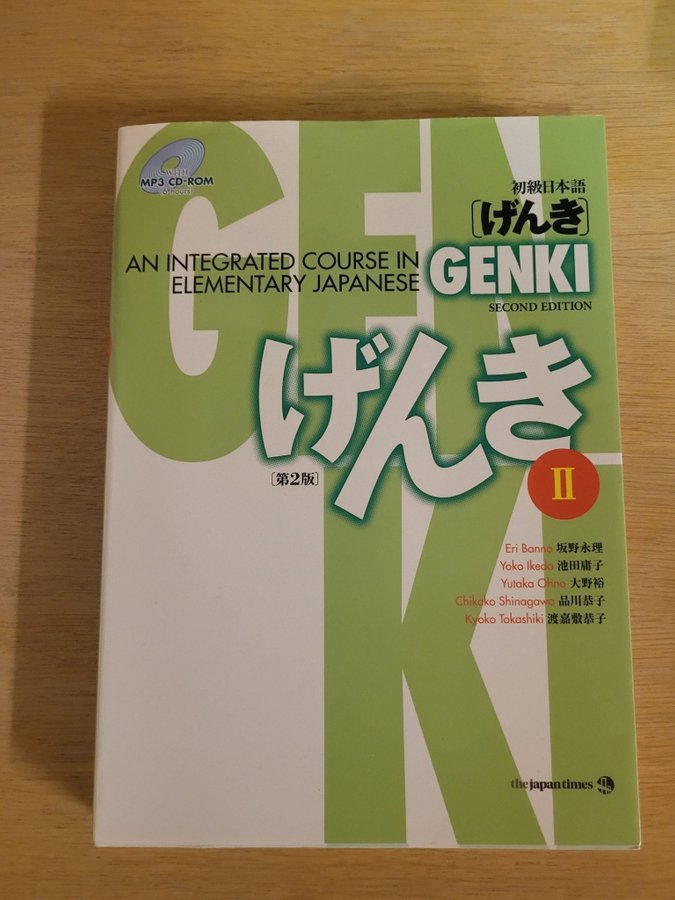 WITH
MP3 CD-ROM
6 hours!
初級日本語
[げんき]
AN INTEGRATED COURSE IN
ELEMENTARY JAPANESE
GENKI
SECOND EDITION
GEN
げんき
[第2版]
II
KI
Eri Banno 坂野永理
Yoko Ikeda 池田庸子
Yutaka Ohno 大野裕
Chikako Shinagawa 品川恭子
Kyoko Tokashiki 渡嘉敷恭子
the japan times